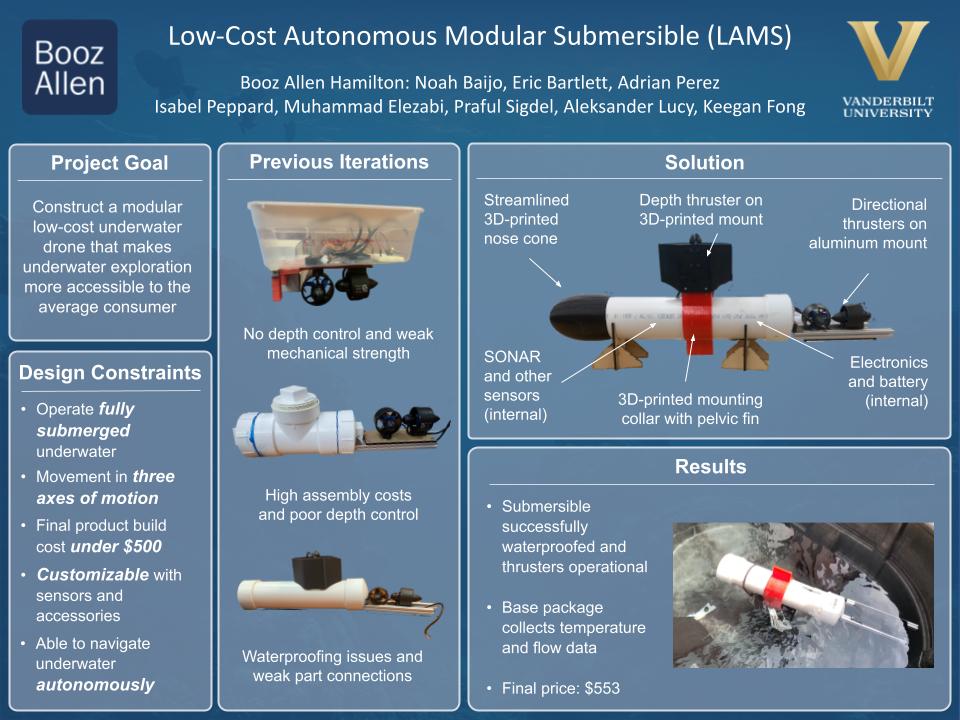 Booz
Allen
Low-Cost Autonomous Modular Submersible (LAMS)
Booz Allen Hamilton: Noah Baijo, Eric Bartlett, Adrian Perez
Isabel Peppard, Muhammad Elezabi, Praful Sigdel, Aleksander Lucy, Keegan Fong
VANDERBILT
UNIVERSITY
Project Goal
Construct a modular
low-cost underwater
drone that makes
underwater exploration
more accessible to the
average consumer
Design Constraints
• Operate fully
submerged
underwater
• Movement in three
axes of motion
• Final product build
cost under $500
• Customizable with
sensors and
accessories
• Able to navigate
underwater
autonomously
Previous Iterations
No depth control and weak
mechanical strength
High assembly costs
and poor depth control
Waterproofing issues and
weak part connections
Solution
Streamlined
3D-printed
nose cone
Depth thruster on
3D-printed mount
Directional
thrusters on
aluminum mount
SONAR
and other
sensors
(internal)
3D-printed mounting
collar with pelvic fin
Electronics
and battery
(internal)
Results
• Submersible
successfully
waterproofed and
thrusters operational
• Base package
collects temperature
and flow data
• Final price: $553